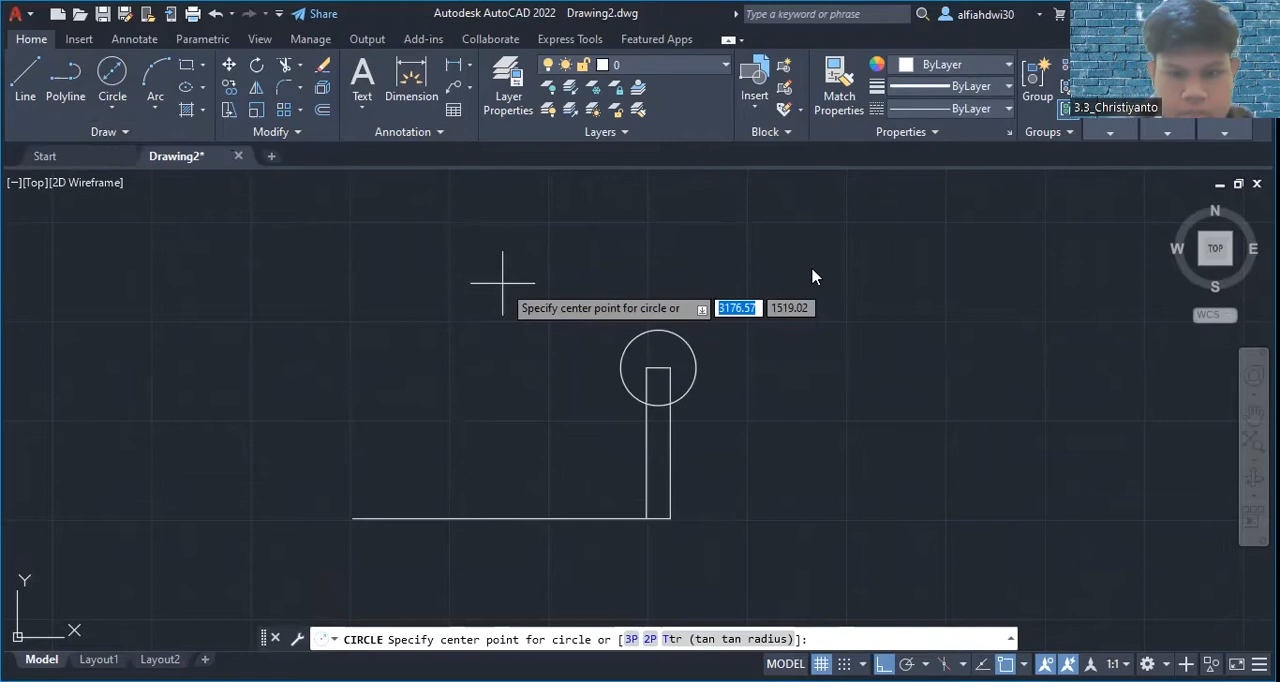 Share
Autodesk AutoCAD 2022 Drawing2.dwg
Type a keyword or phrase
alfiahdwi30
Home Insert Annotate Parametric View Manage Output Add-ins Collaborate Express Tools Featured Apps
Line Polyline Circle Arc
Text Dimension
Layer
Properties
0
Insert
Match
Properties
ByLayer
ByLayer
ByLayer
Group
3.3_Christiyanto
Draw Modify Annotation Layers Block Properties Groups
Start Drawing2*
[−][Top][2D Wireframe]
N
W TOP E
S
WCS
Specify center point for circle or 3176.57 1519.02
Y
X
CIRCLE Specify center point for circle or [3P 2P Ttr (tan tan radius)]:
Model Layout1 Layout2 +
MODEL 1:1